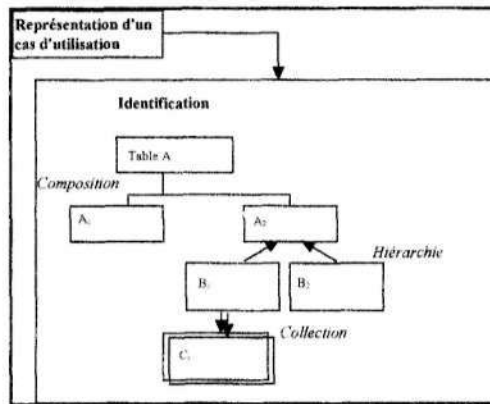 Représentation d'un
cas d'utilisation
Identification
Table A
Composition
A₁
A₂
Hiérarchie
B₁
B₂
Collection
C₁